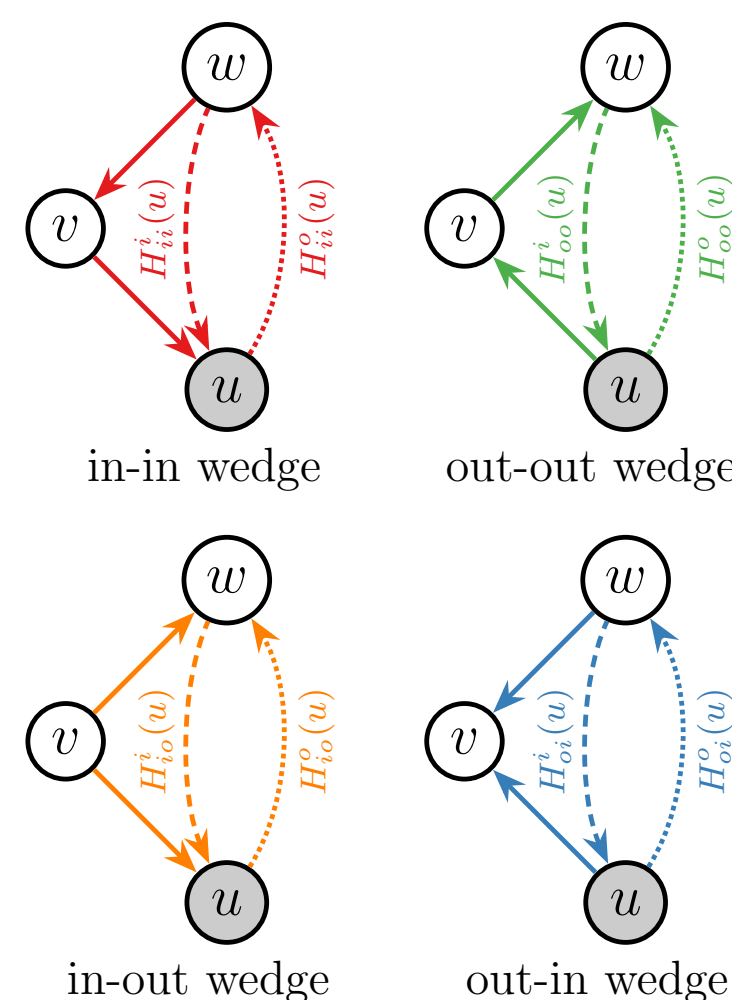 w
w
v
H^i_{ii}(u)
H^o_{ii}(u)
v
H^i_{oo}(u)
H^o_{oo}(u)
u
u
in-in wedge
out-out wedge
w
w
v
H^i_{io}(u)
H^o_{io}(u)
v
H^i_{oi}(u)
H^o_{oi}(u)
u
u
in-out wedge
out-in wedge